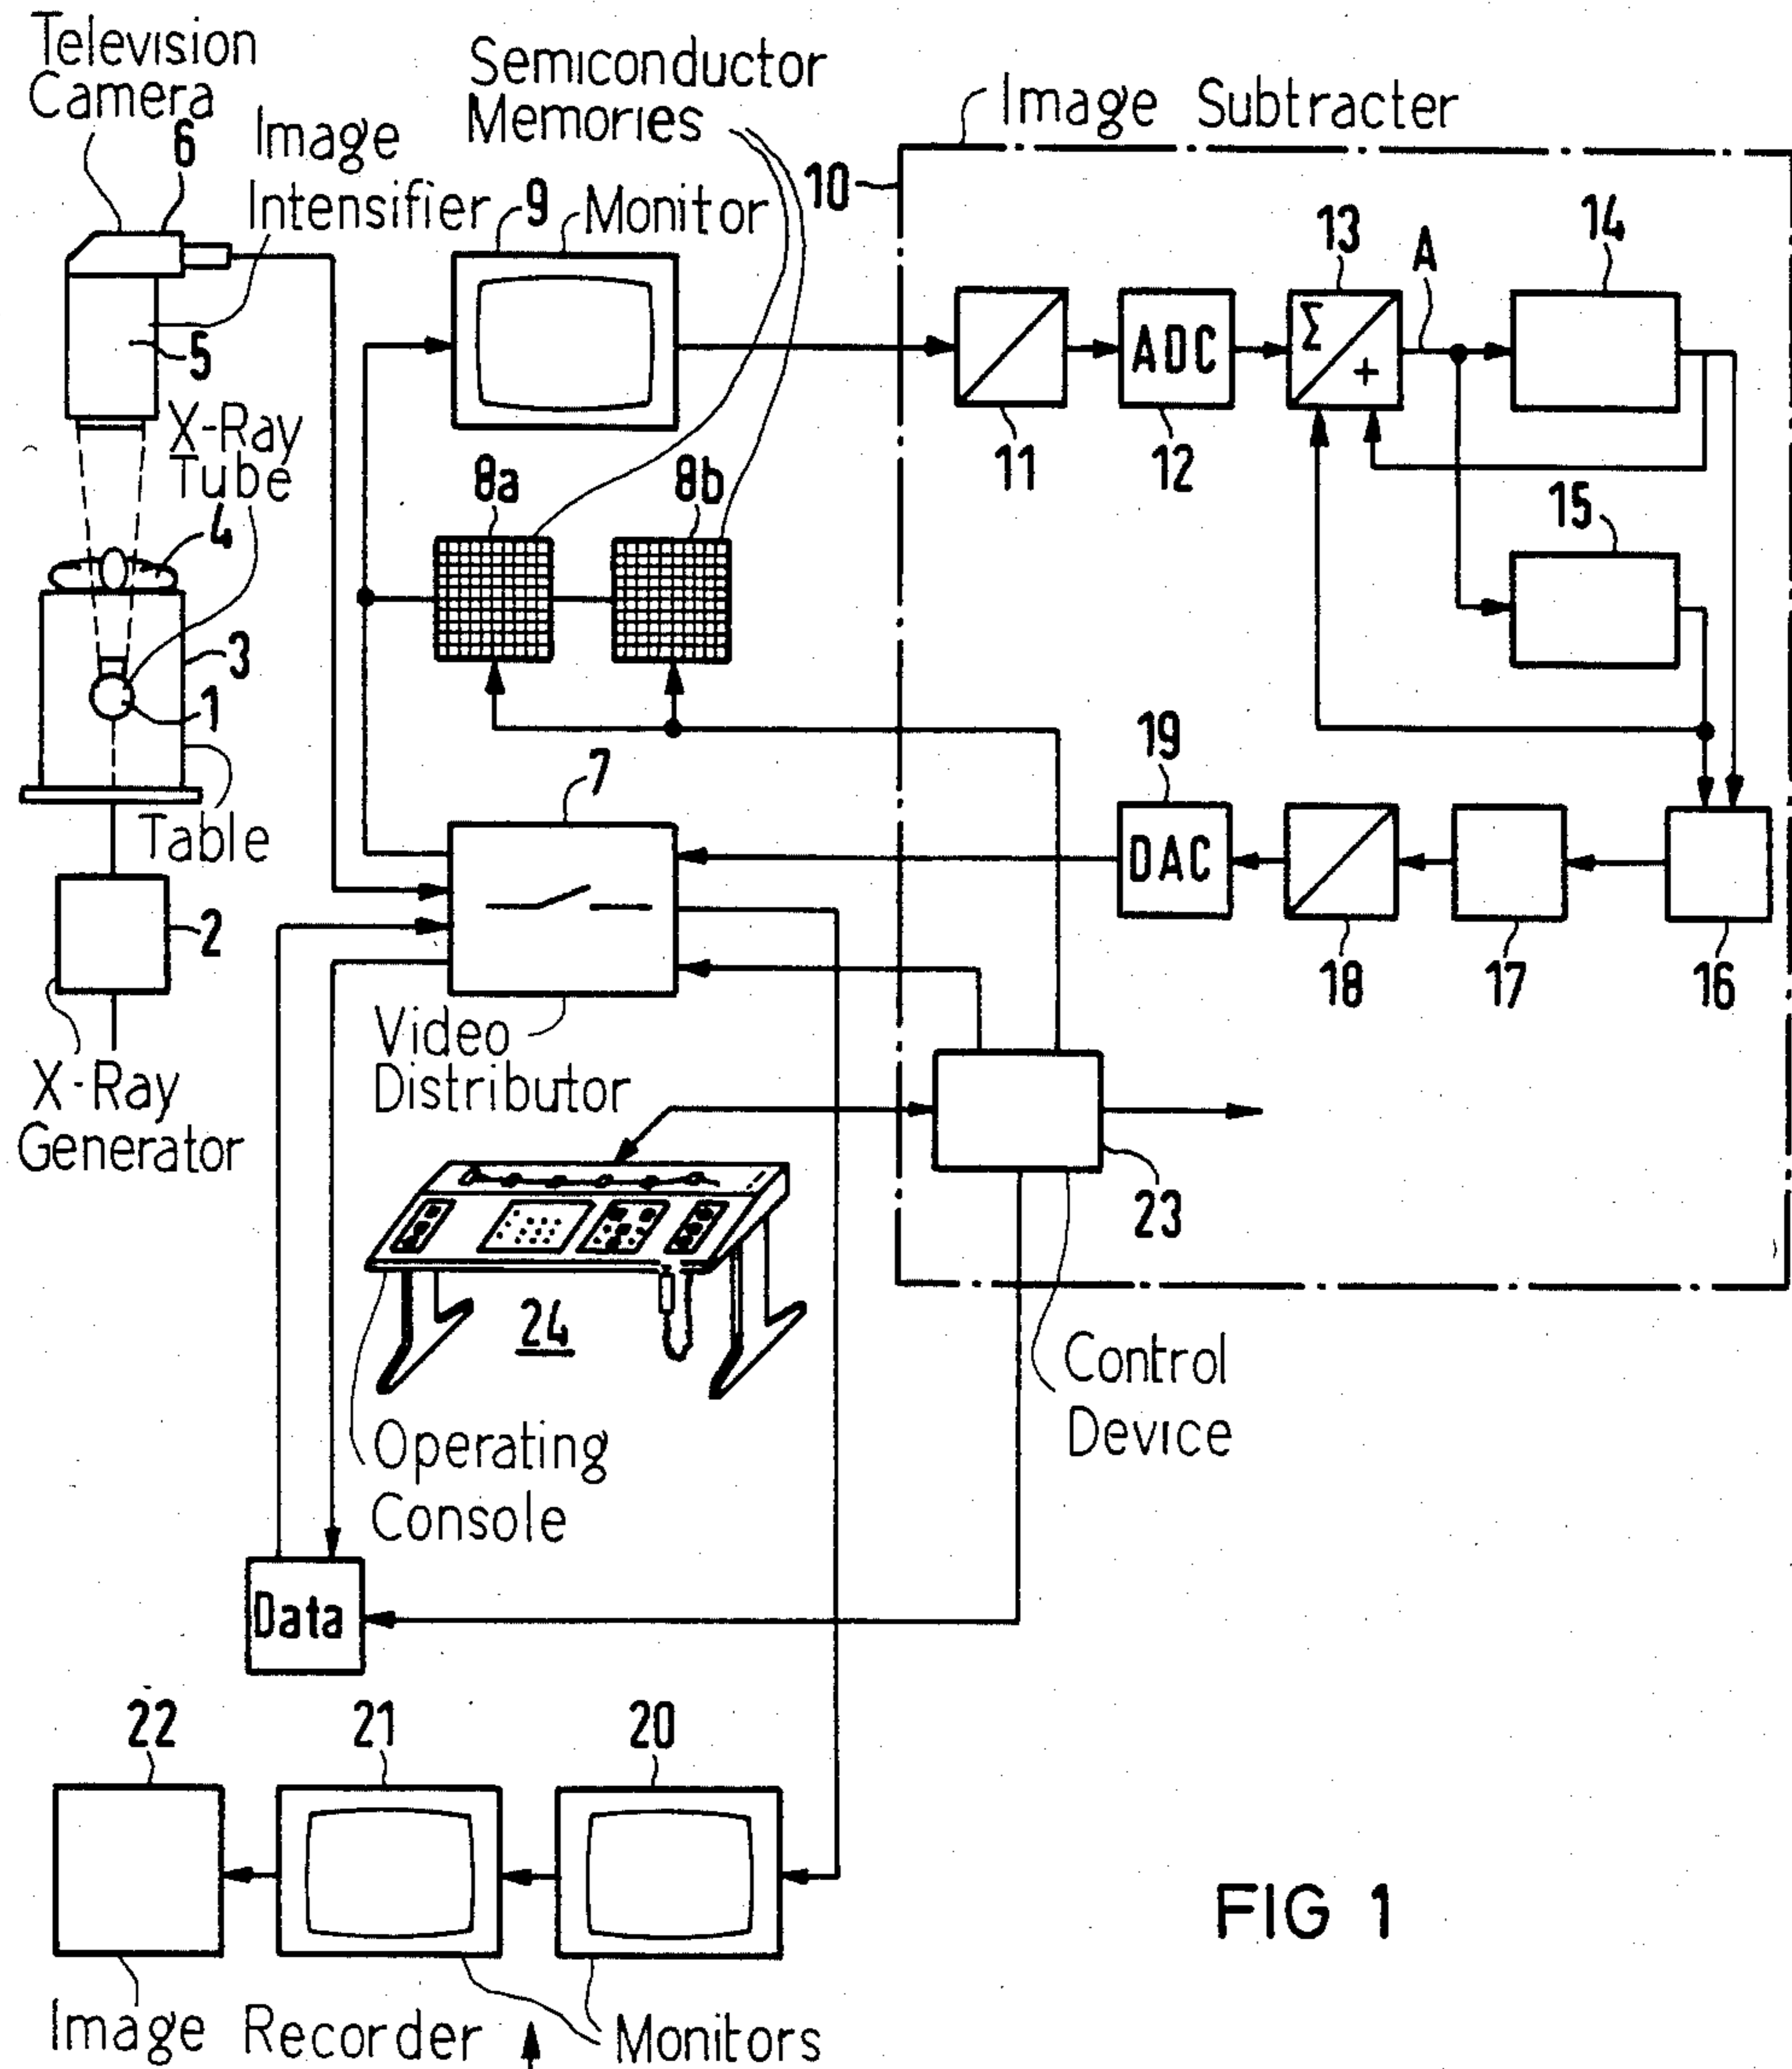 Television
Camera
6
Image
Intensifier
5
X-Ray
Tube
4
3
1
Table
2
X-Ray
Generator
Semiconductor
Memories
9
Monitor
8a
8b
7
Video
Distributor
Image Subtracter
10
11
ADC
12
13
Σ
+
A
14
15
19
DAC
18
17
16
23
Control
Device
24
Operating
Console
Data
22
21
20
Image Recorder
Monitors
FIG 1